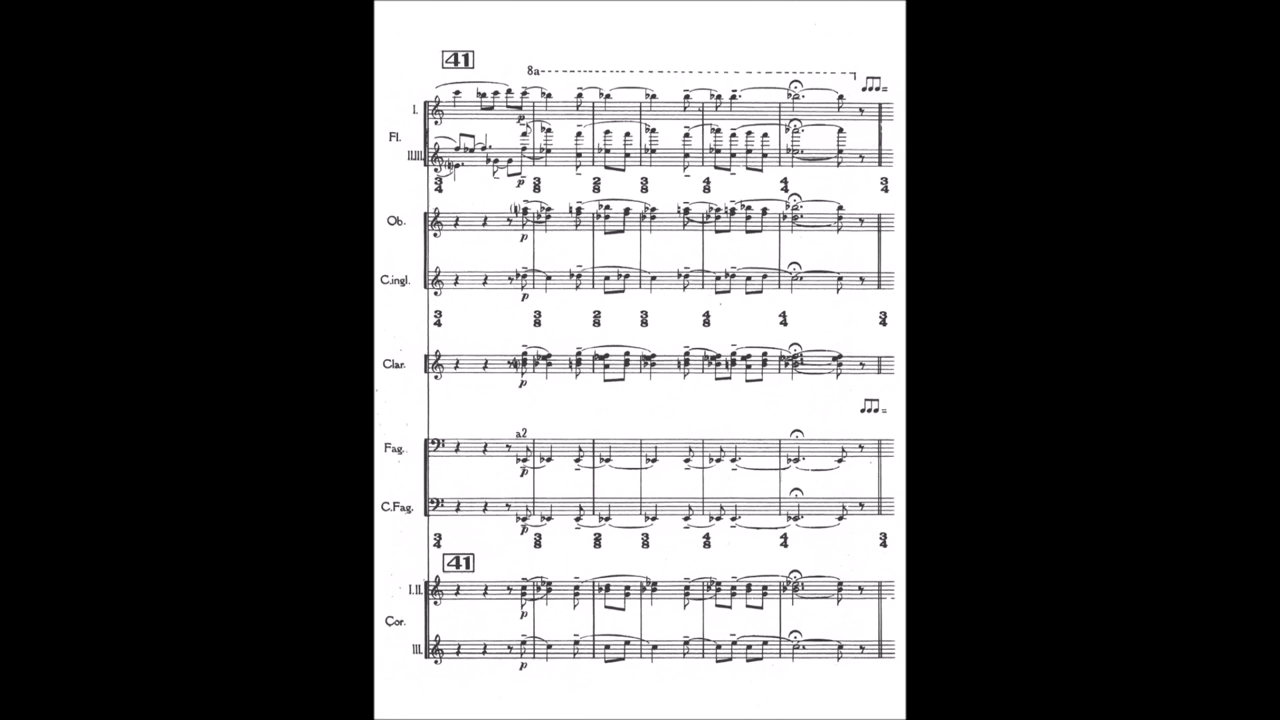 41
8a
I.
Fl.
II.III.
p
p
3/4 3/8 2/8 3/8 4/8 4/4 3/4
Ob.
p
C.ingl.
p
3/4 3/8 2/8 3/8 4/8 4/4 3/4
Clar.
p
a2
Fag.
p
C.Fag.
p
3/4 3/8 2/8 3/8 4/8 4/4 3/4
41
I.II.
p
Cor.
III.
p